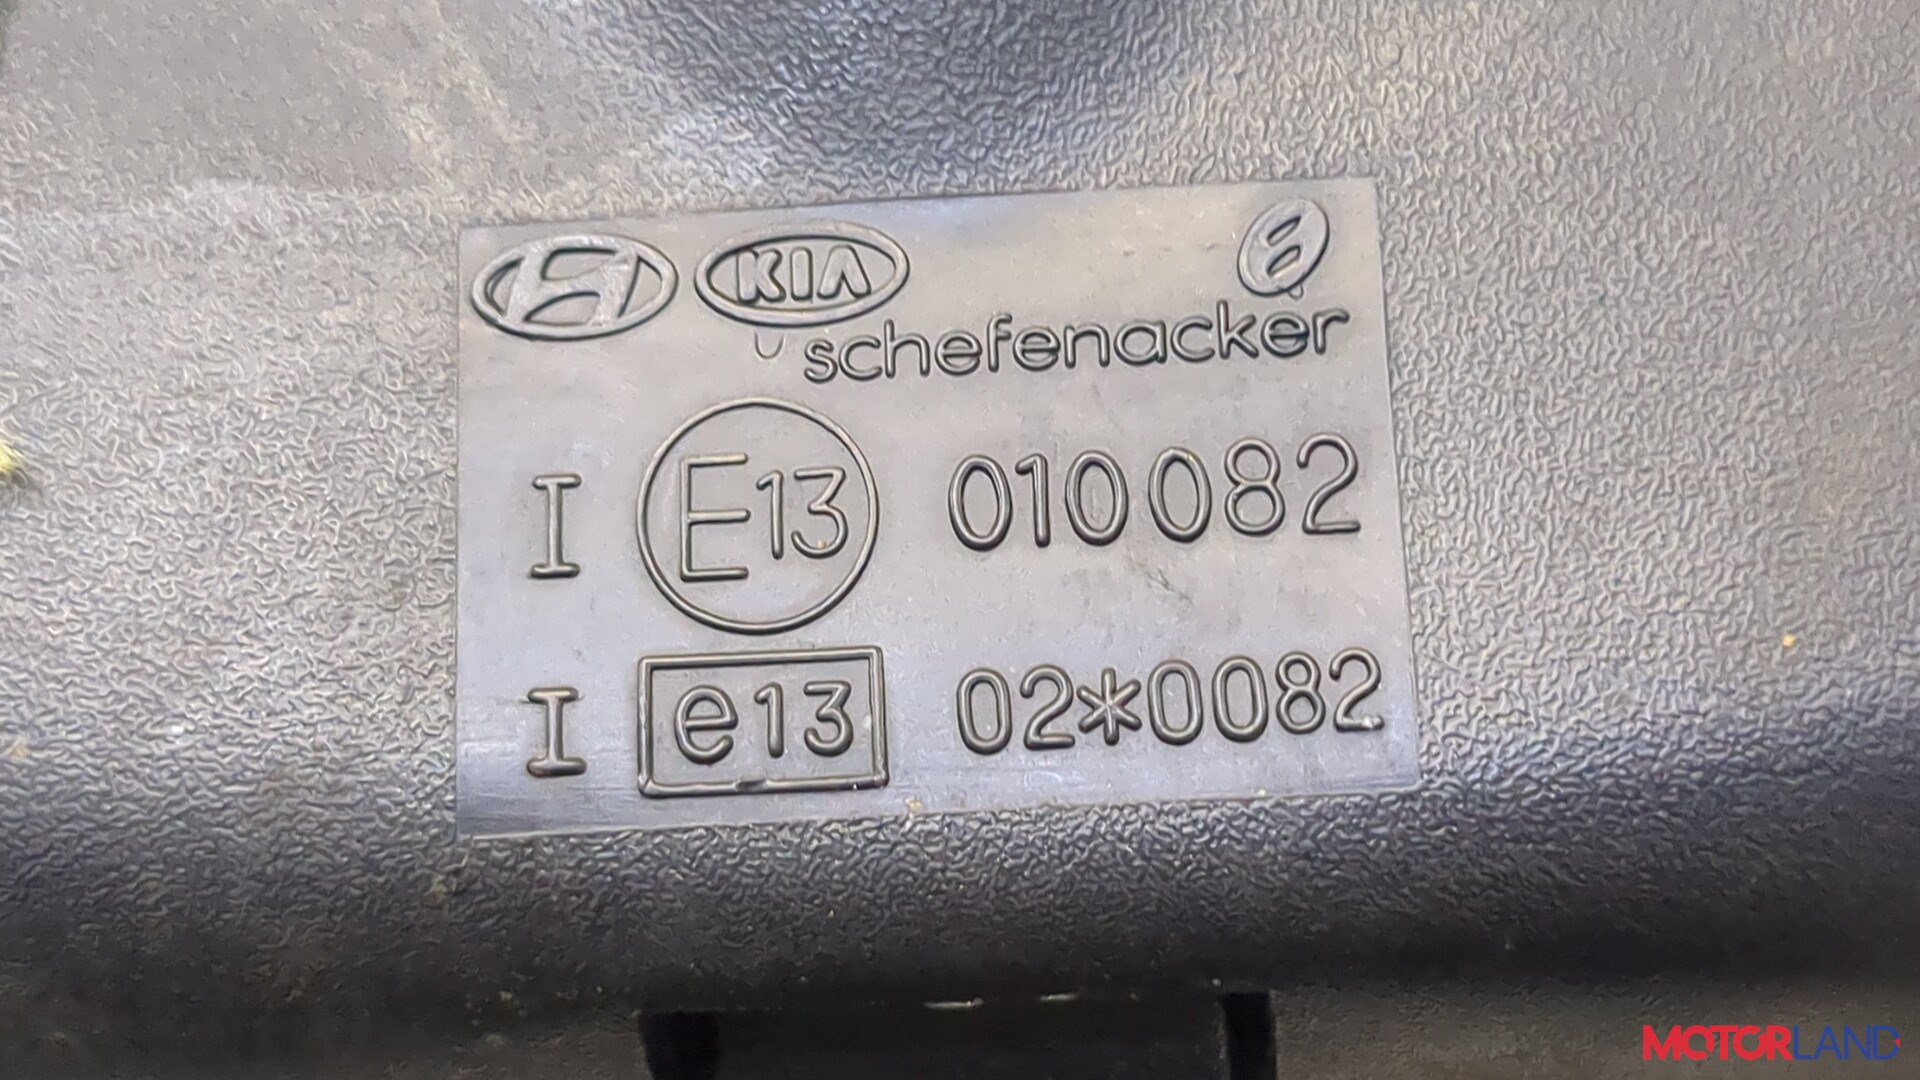 KIA
schefenacker
I E13 010082
I e13 02*0082
MOTORLAND